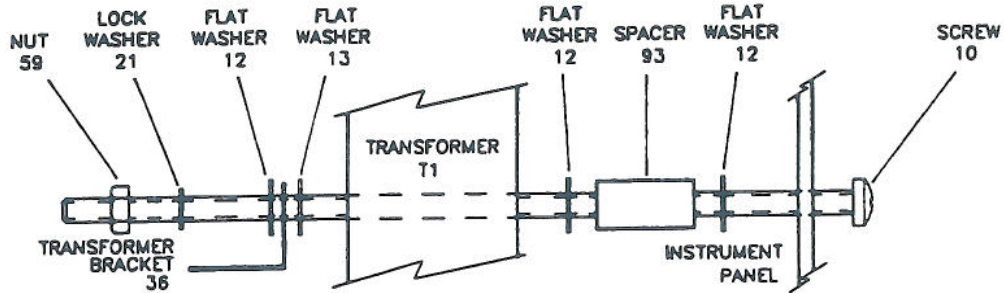 NUT
59
LOCK
WASHER
21
FLAT
WASHER
12
FLAT
WASHER
13
FLAT
WASHER
12
SPACER
93
FLAT
WASHER
12
SCREW
10
TRANSFORMER
T1
TRANSFORMER
BRACKET
36
INSTRUMENT
PANEL